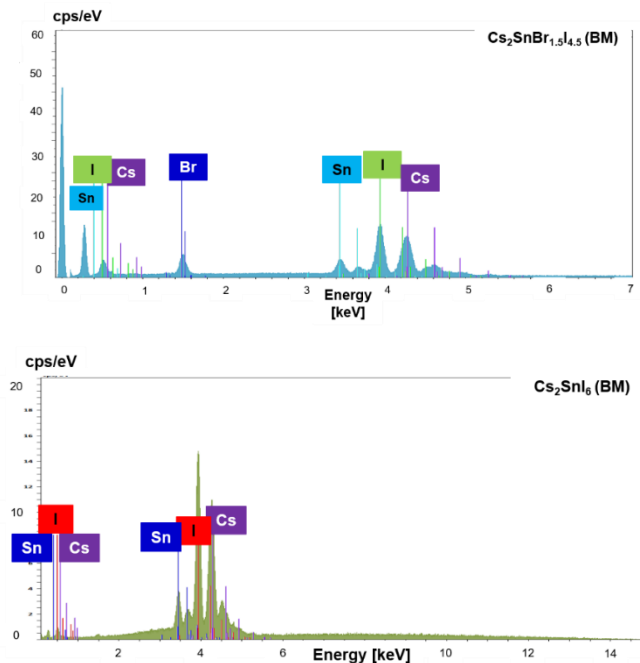 cps/eV
Cs₂SnBr₁.₅I₄.₅ (BM)
60
50
40
30
20
10
0
I
Cs
Sn
Br
Sn
I
Cs
0 1 2 3 4 5 6 7
Energy
[keV]
cps/eV
Cs₂SnI₆ (BM)
20
10
0
I
Sn
Cs
Sn
I
Cs
2 4 6 8 10 12 14
Energy [keV]